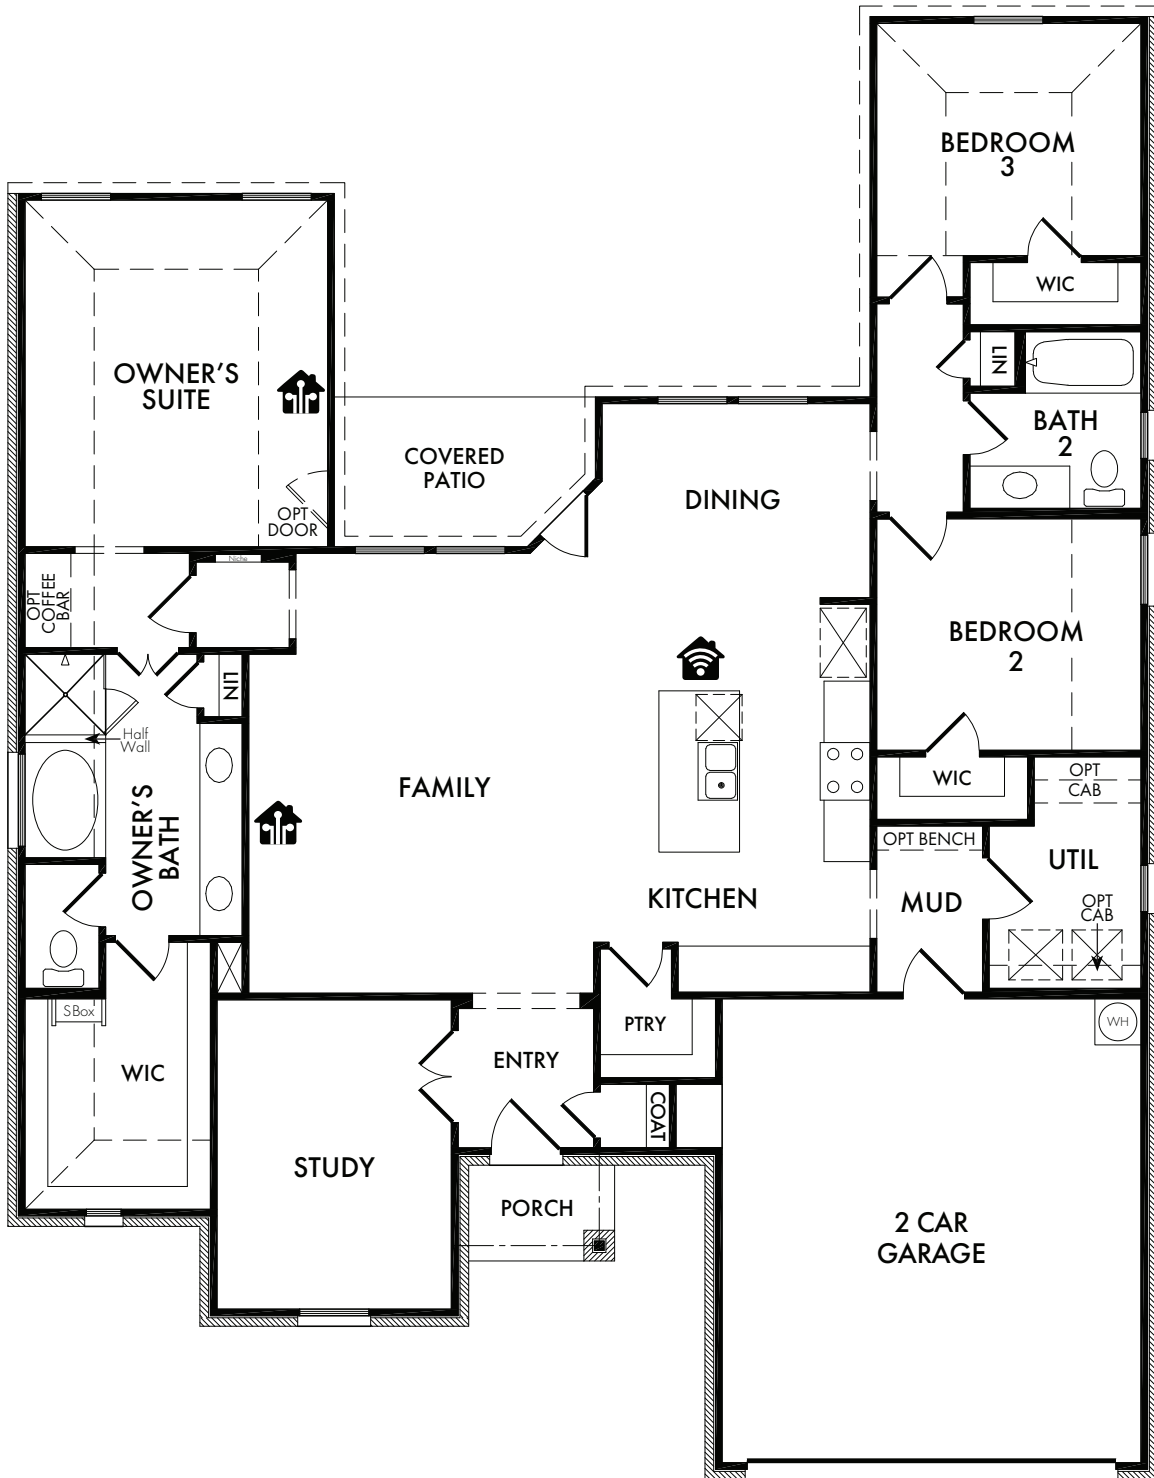 BEDROOM
3
WIC
OWNER'S
SUITE
LIN
BATH
2
COVERED
PATIO
DINING
OPT
DOOR
Niche
OPT
COFFEE
BAR
BEDROOM
2
LIN
Half
Wall
FAMILY
WIC
OPT
CAB
OWNER'S
BATH
OPT BENCH
UTIL
KITCHEN
MUD
OPT
CAB
SBox
PTRY
WH
ENTRY
WIC
COAT
STUDY
PORCH
2 CAR
GARAGE